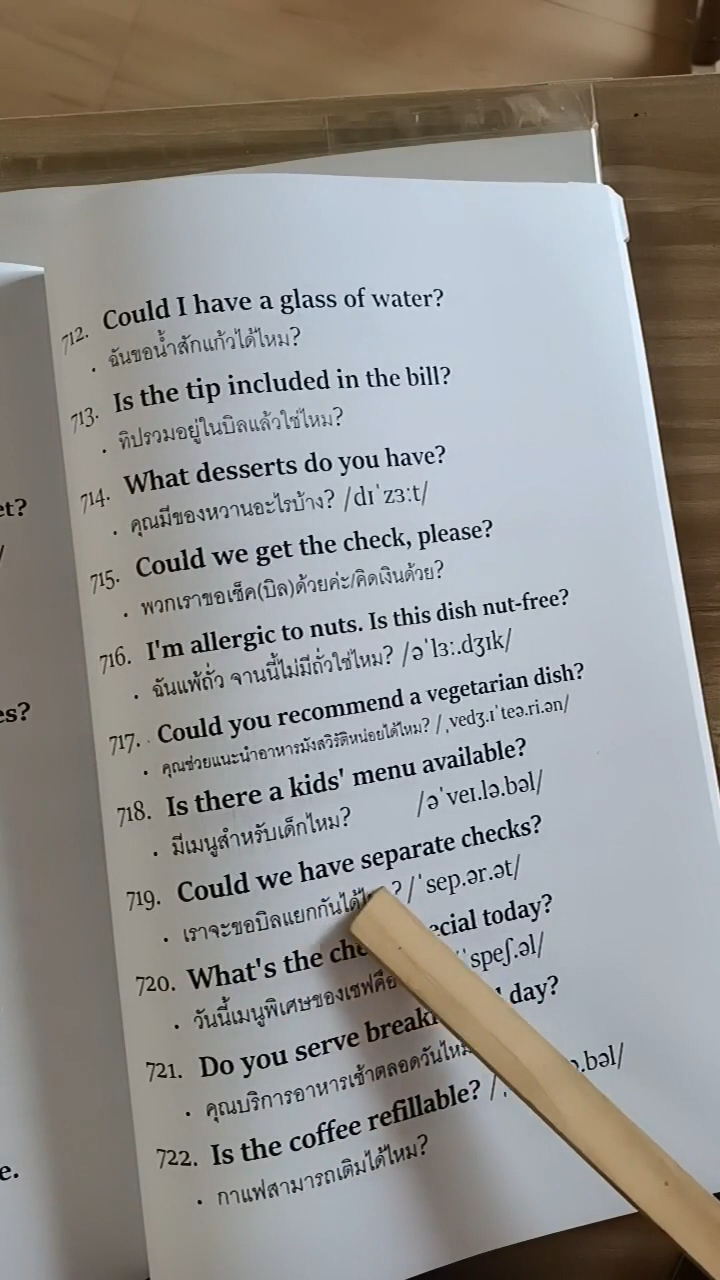 et?
/
es?
e.
712. Could I have a glass of water?
• ฉันขอน้ำสักแก้วได้ไหม?
713. Is the tip included in the bill?
• ทิปรวมอยู่ในบิลแล้วใช่ไหม?
714. What desserts do you have?
• คุณมีของหวานอะไรบ้าง? /dɪˈzɜːt/
715. Could we get the check, please?
• พวกเราขอเช็ค(บิล)ด้วยค่ะ/คิดเงินด้วย?
716. I'm allergic to nuts. Is this dish nut-free?
• ฉันแพ้ถั่ว จานนี้ไม่มีถั่วใช่ไหม? /əˈlɜː.dʒɪk/
717. Could you recommend a vegetarian dish?
• คุณช่วยแนะนำอาหารมังสวิรัติหน่อยได้ไหม? /ˌvedʒ.ɪˈteə.ri.ən/
718. Is there a kids' menu available?
• มีเมนูสำหรับเด็กไหม? /əˈveɪ.lə.bəl/
719. Could we have separate checks?
• เราจะขอบิลแยกกันได้ ? /ˈsep.ər.ət/
720. What's the today?
• วันนี้เมนูพิเศษของเชฟคือ ˈspeʃ.əl/
721. Do you serve day?
• คุณบริการอาหารเช้าตลอดวันไหม
722. Is the coffee refillable? / .bəl/
• กาแฟสามารถเติมได้ไหม?